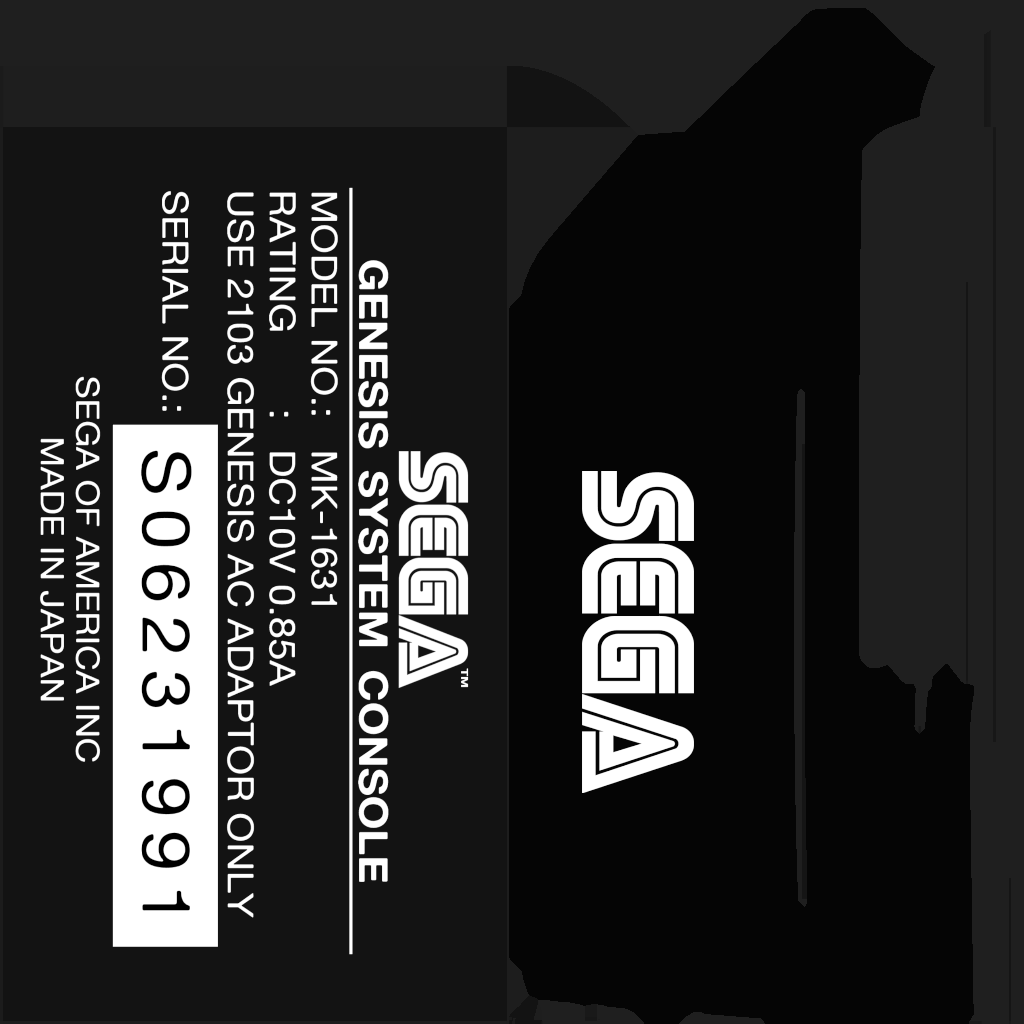 SEGA™
GENESIS SYSTEM CONSOLE
MODEL NO.: MK-1631
RATING : DC10V 0.85A
USE 2103 GENESIS AC ADAPTOR ONLY
SERIAL NO.: S06231991
SEGA OF AMERICA INC
MADE IN JAPAN
SEGA